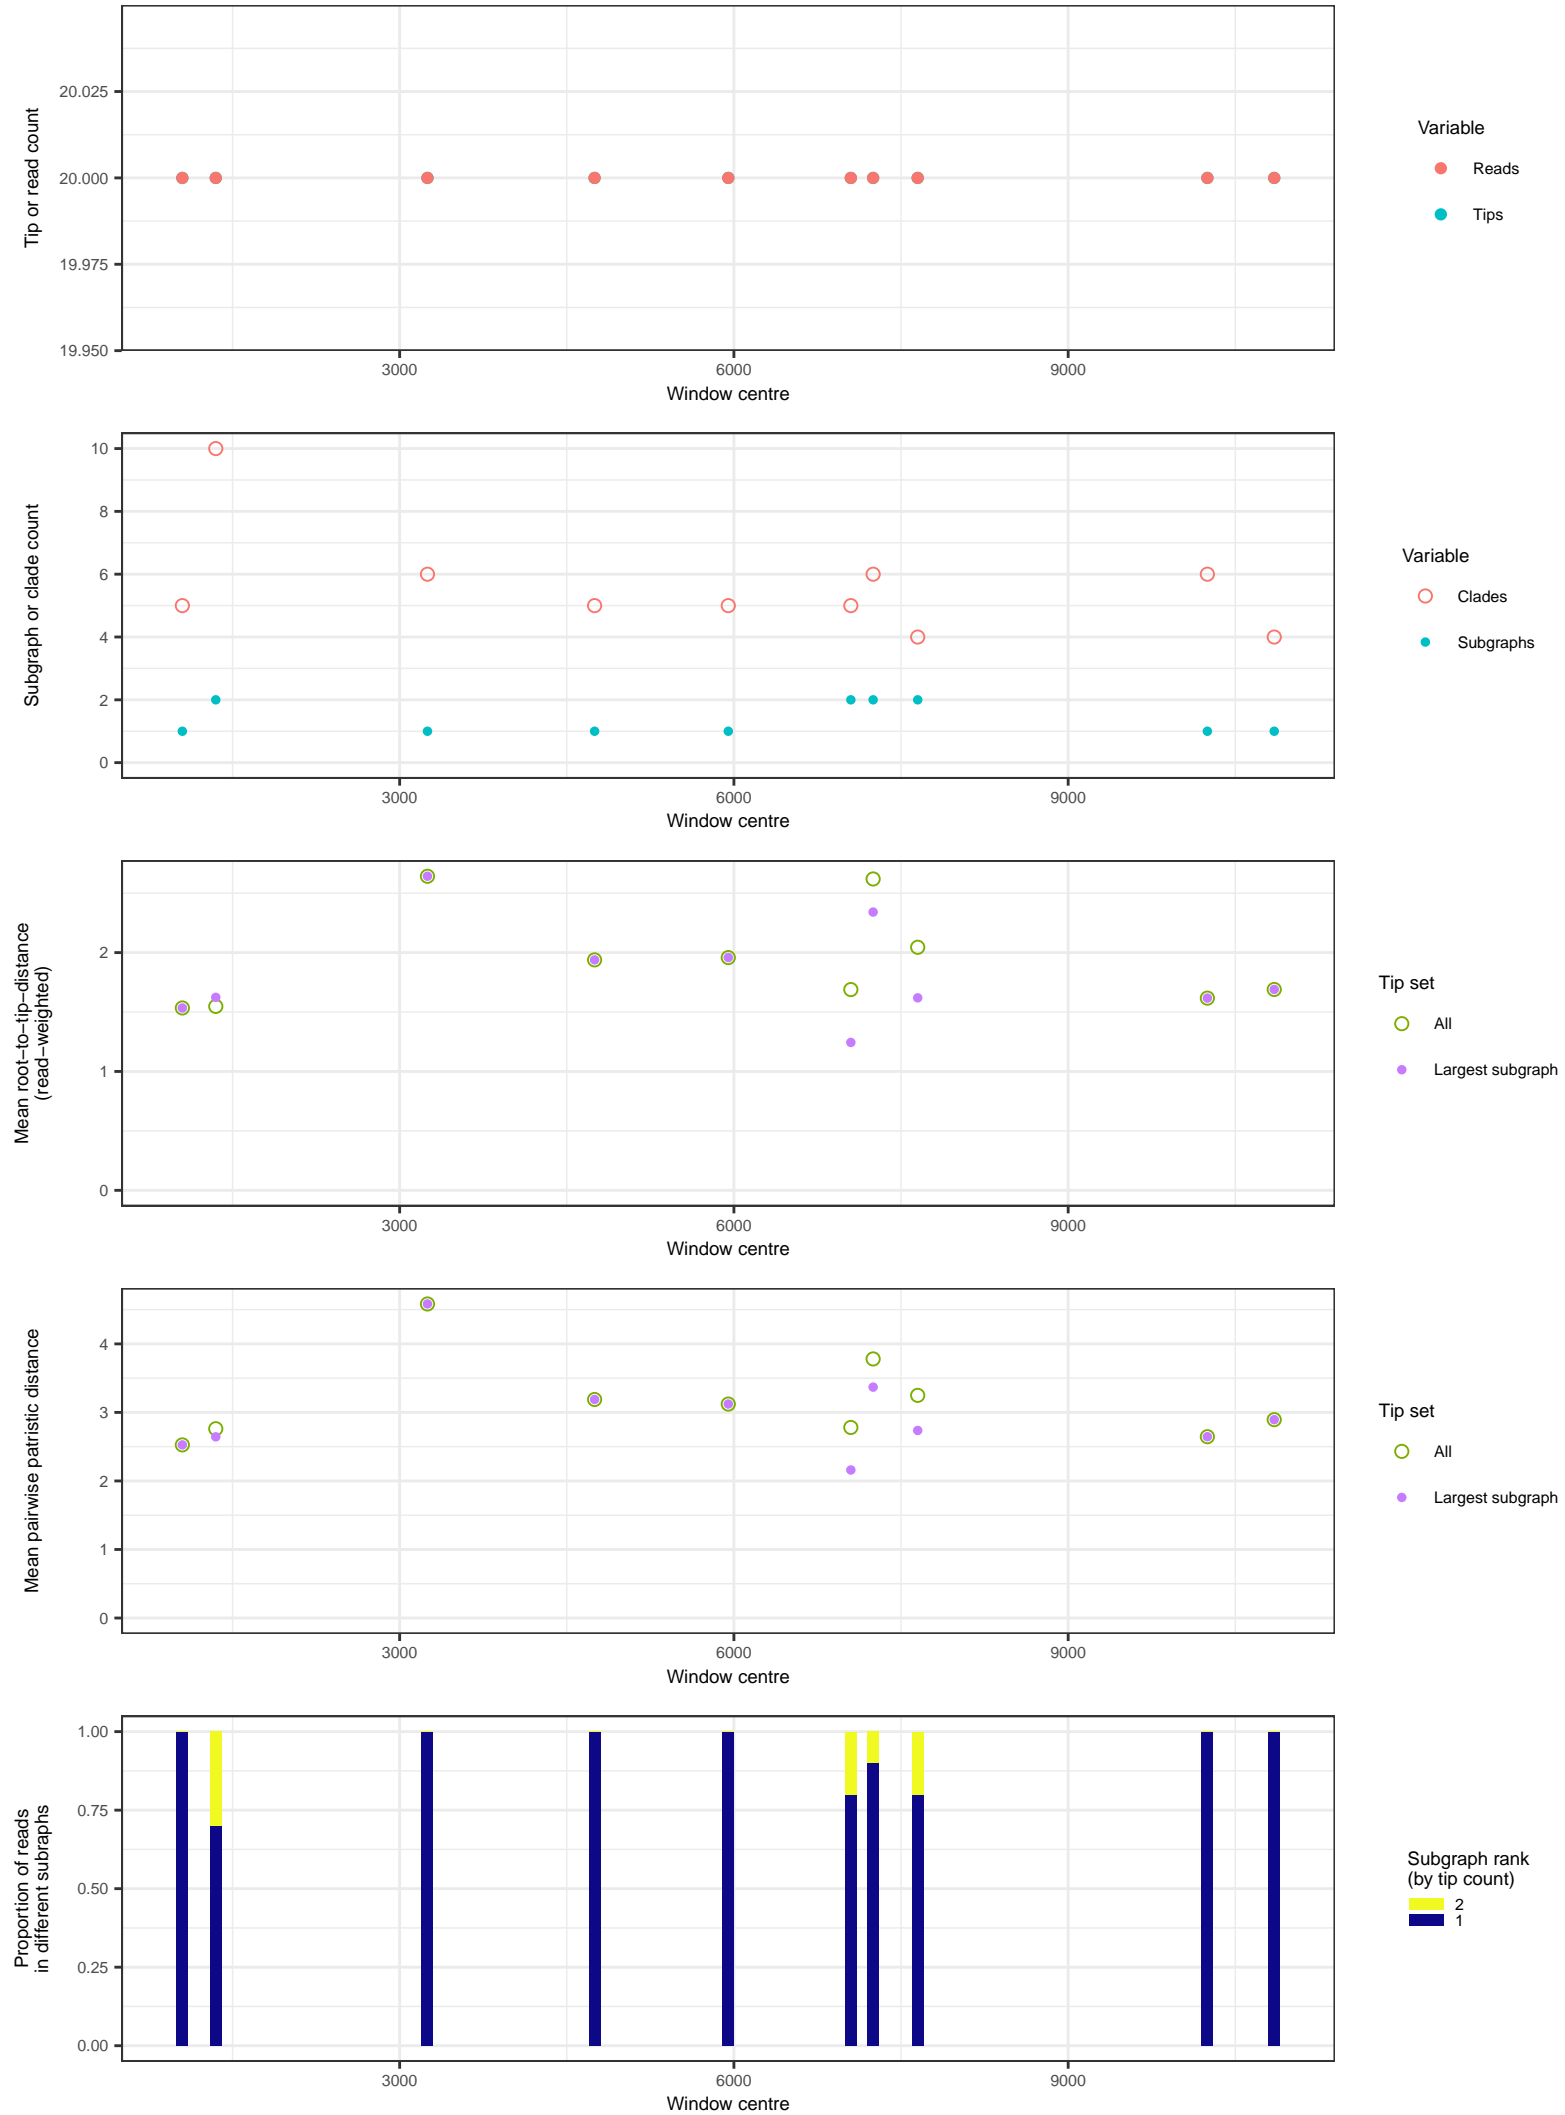 Tip or read count
20.025
20.000
19.975
19.950
3000
6000
9000
Window centre
Variable
Reads
Tips
Subgraph or clade count
10
8
6
4
2
0
3000
6000
9000
Window centre
Variable
Clades
Subgraphs
Mean root−to−tip−distance
(read−weighted)
2
1
0
3000
6000
9000
Window centre
Tip set
All
Largest subgraph
Mean pairwise patristic distance
4
3
2
1
0
3000
6000
9000
Window centre
Tip set
All
Largest subgraph
Proportion of reads
in different subraphs
1.00
0.75
0.50
0.25
0.00
3000
6000
9000
Window centre
Subgraph rank
(by tip count)
2
1